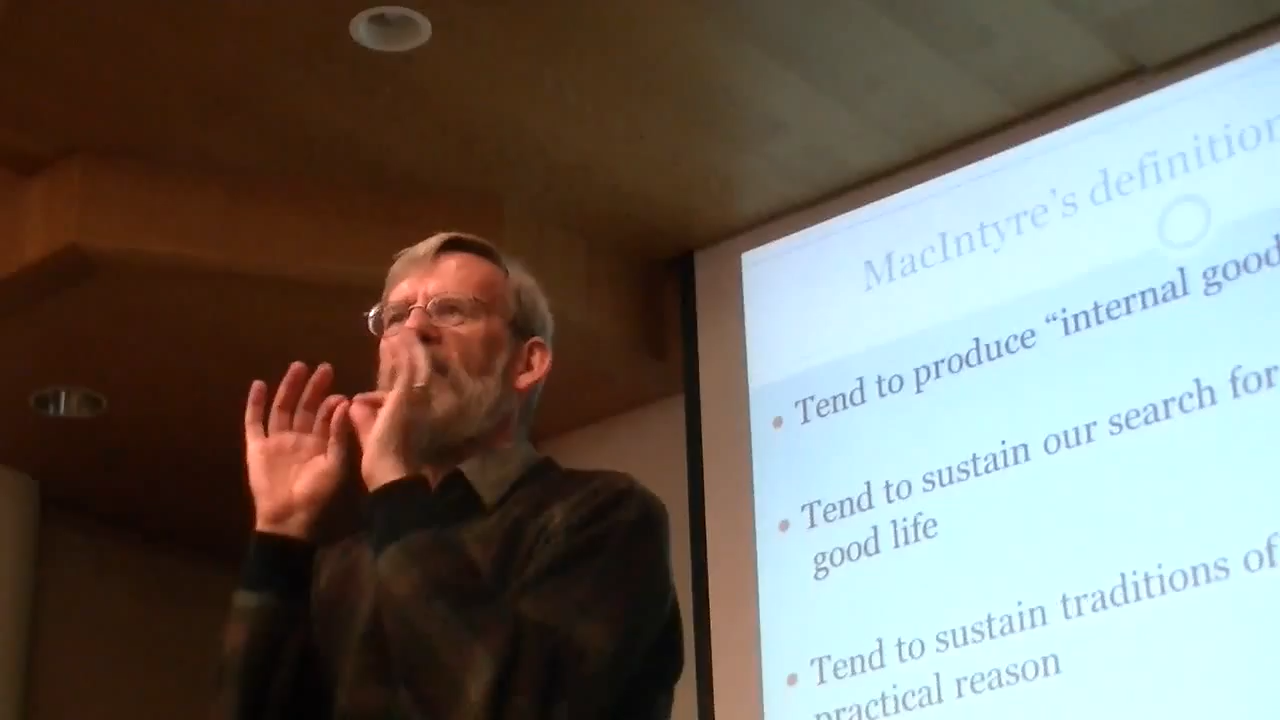 MacIntyre's definition
• Tend to produce “internal good
• Tend to sustain our search for
good life
• Tend to sustain traditions of
practical reason